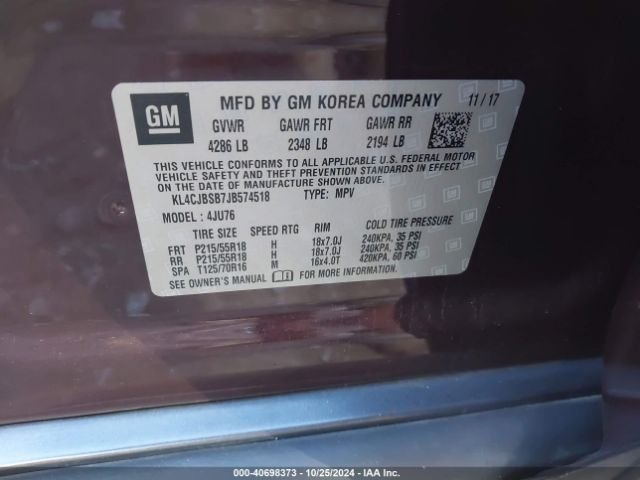 GM
MFD BY GM KOREA COMPANY 11/17
GVWR GAWR FRT GAWR RR
4286 LB 2348 LB 2194 LB
THIS VEHICLE CONFORMS TO ALL APPLICABLE U.S. FEDERAL MOTOR
VEHICLE SAFETY AND THEFT PREVENTION STANDARDS IN EFFECT
ON THE DATE OF MANUFACTURE SHOWN ABOVE.
KL4CJBSB7JB574518 TYPE: MPV
MODEL: 4JU76
TIRE SIZE SPEED RTG RIM COLD TIRE PRESSURE
FRT P215/55R18 H 18x7.0J 240KPA, 35 PSI
RR P215/55R18 H 18x7.0J 240KPA, 35 PSI
SPA T125/70R16 M 16x4.0T 420KPA, 60 PSI
SEE OWNER'S MANUAL FOR MORE INFORMATION.
000-40698373 - 10/25/2024 - IAA Inc.